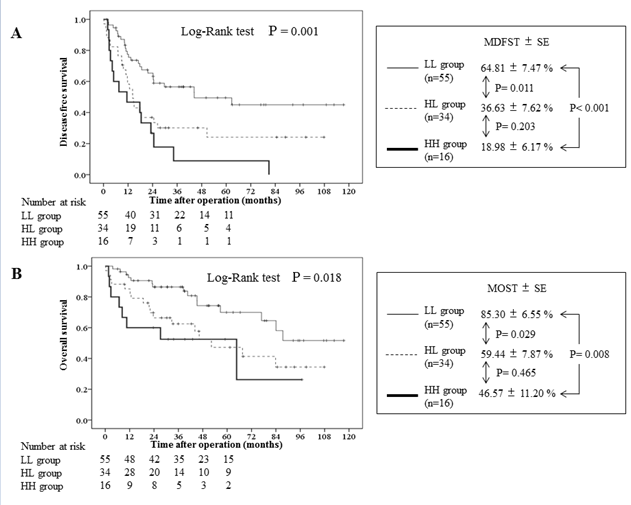 A
Log-Rank test P = 0.001
Diseasefree survival
1.0
0.8
0.6
0.4
0.2
0.0
0 12 24 36 48 60 72 84 96 108 120
Time after operation (months)
Number at risk
LL group 55 40 31 22 14 11
HL group 34 19 11 6 5 4
HH group 16 7 3 1 1 1
MDFST ± SE
LL group
(n=55)
64.81 ± 7.47 %
P= 0.011
HL group
(n=34)
36.63 ± 7.62 %
P< 0.001
P= 0.203
HH group
(n=16)
18.98 ± 6.17 %
B
Log-Rank test P = 0.018
Overall survival
1.0
0.8
0.6
0.4
0.2
0.0
0 12 24 36 48 60 72 84 96 108 120
Time after operation (months)
Number at risk
LL group 55 48 42 35 23 15
HL group 34 28 20 14 10 9
HH group 16 9 8 5 3 2
MOST ± SE
LL group
(n=55)
85.30 ± 6.55 %
P= 0.029
HL group
(n=34)
59.44 ± 7.87 %
P= 0.008
P= 0.465
HH group
(n=16)
46.57 ± 11.20 %